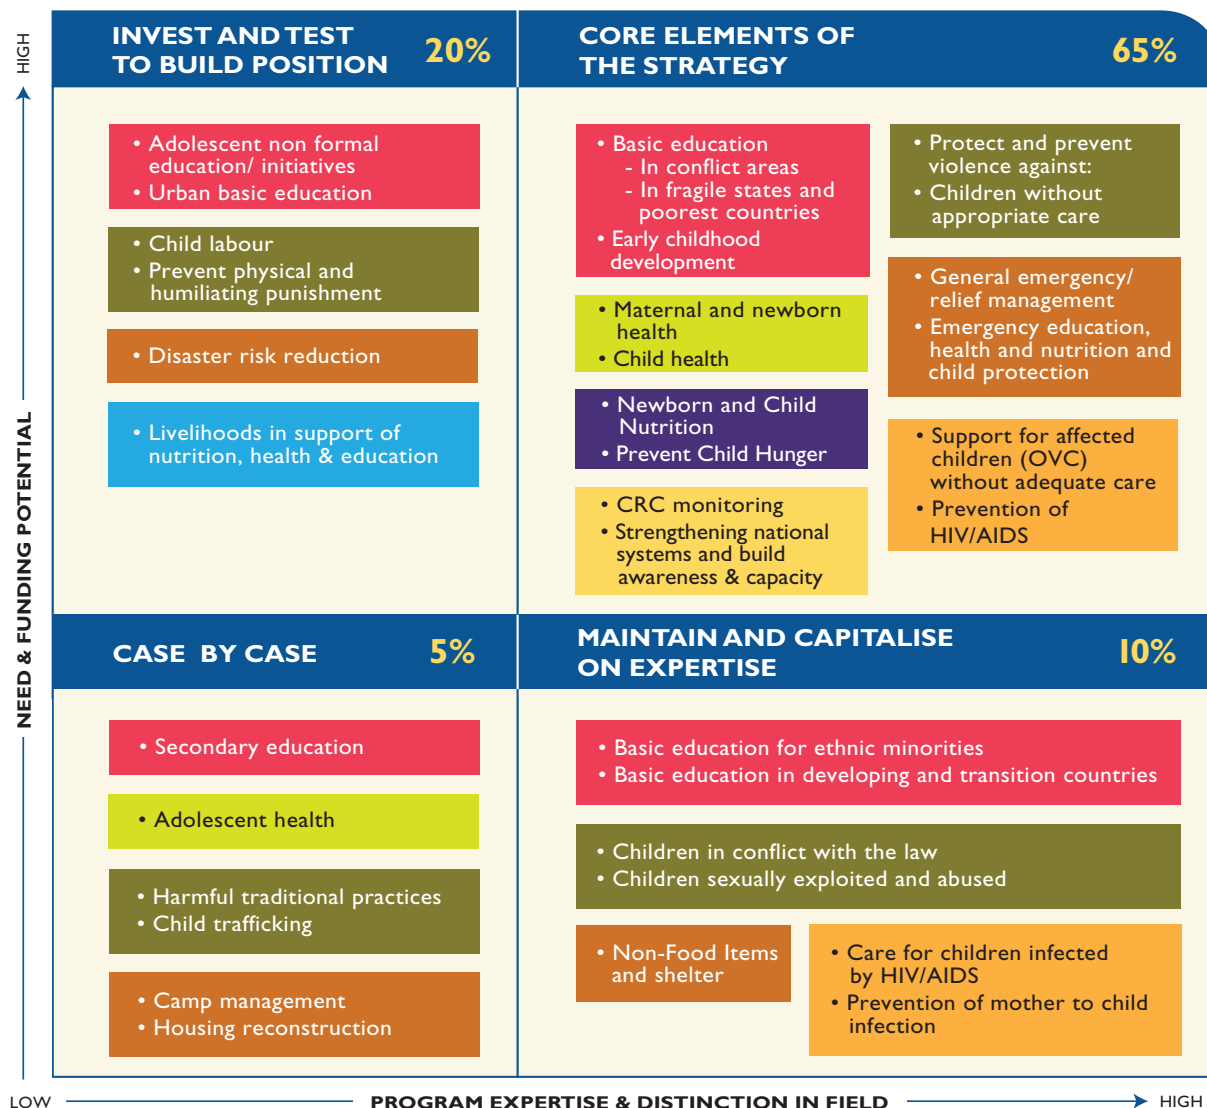 HIGH
NEED & FUNDING POTENTIAL
INVEST AND TEST
TO BUILD POSITION
20%
• Adolescent non formal
education/ initiatives
• Urban basic education
• Child labour
• Prevent physical and
humiliating punishment
• Disaster risk reduction
• Livelihoods in support of
nutrition, health & education
CORE ELEMENTS OF
THE STRATEGY
65%
• Basic education
- In conflict areas
- In fragile states and
poorest countries
• Early childhood
development
• Maternal and newborn
health
• Child health
• Newborn and Child
Nutrition
• Prevent Child Hunger
• CRC monitoring
• Strengthening national
systems and build
awareness & capacity
• Protect and prevent
violence against:
• Children without
appropriate care
• General emergency/
relief management
• Emergency education,
health and nutrition and
child protection
• Support for affected
children (OVC)
without adequate care
• Prevention of
HIV/AIDS
CASE BY CASE
5%
• Secondary education
• Adolescent health
• Harmful traditional practices
• Child trafficking
• Camp management
• Housing reconstruction
MAINTAIN AND CAPITALISE
ON EXPERTISE
10%
• Basic education for ethnic minorities
• Basic education in developing and transition countries
• Children in conflict with the law
• Children sexually exploited and abused
• Non-Food Items
and shelter
• Care for children infected
by HIV/AIDS
• Prevention of mother to child
infection
LOW
PROGRAM EXPERTISE & DISTINCTION IN FIELD
HIGH